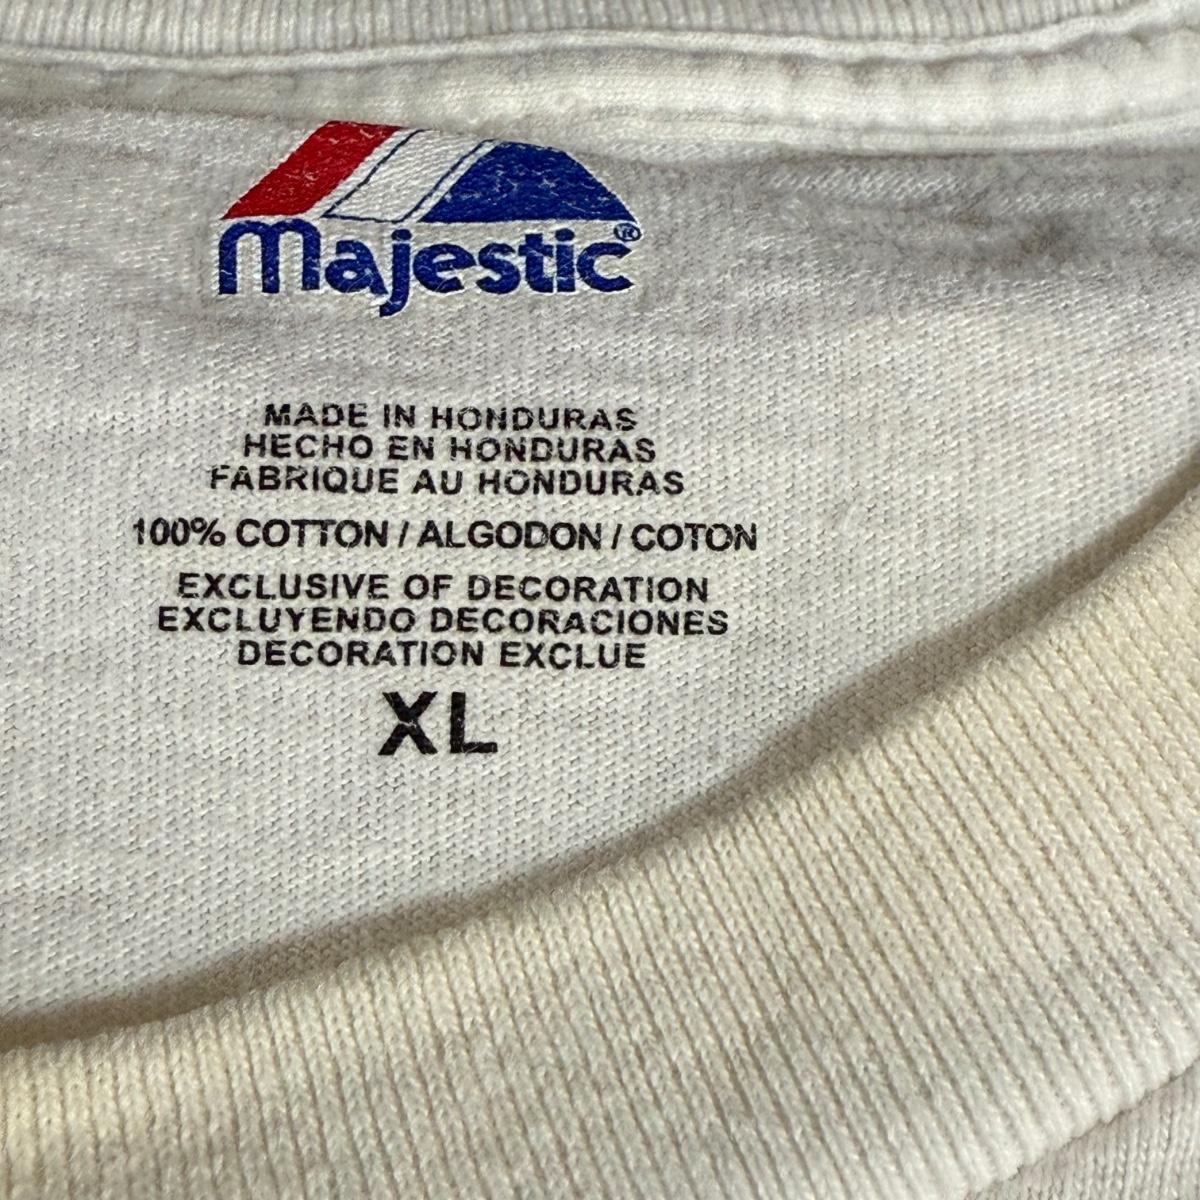 Majestic®
MADE IN HONDURAS
HECHO EN HONDURAS
FABRIQUE AU HONDURAS
100% COTTON / ALGODON / COTON
EXCLUSIVE OF DECORATION
EXCLUYENDO DECORACIONES
DECORATION EXCLUE
XL